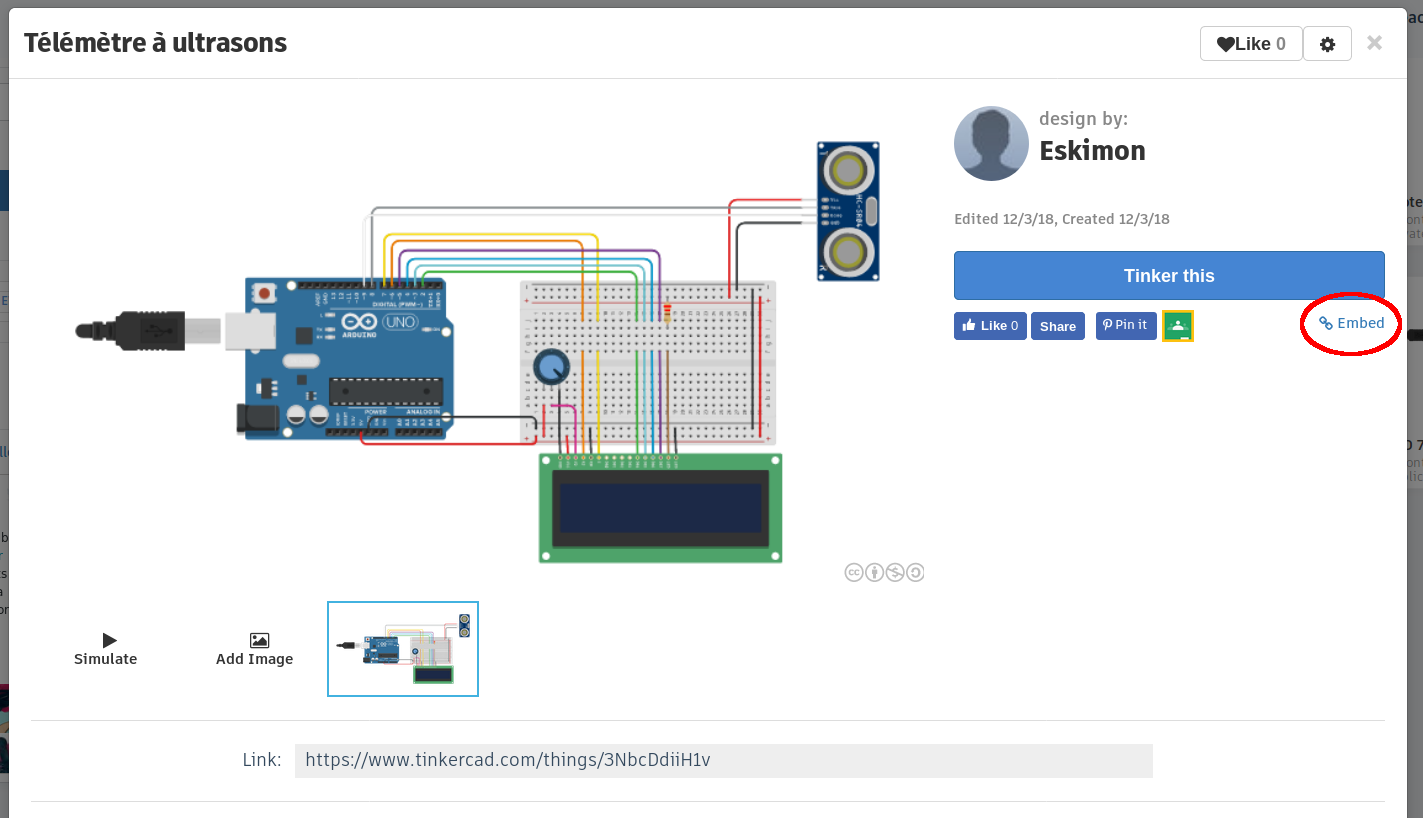 Télémètre à ultrasons
Like 0
design by:
Eskimon
Edited 12/3/18, Created 12/3/18
Tinker this
Like 0
Share
Pin it
Embed
HC-SR04
DIGITAL (PWM~)
UNO
ARDUINO
POWER
ANALOG IN
cc
Simulate
Add Image
Link:
https://www.tinkercad.com/things/3NbcDdiiH1v